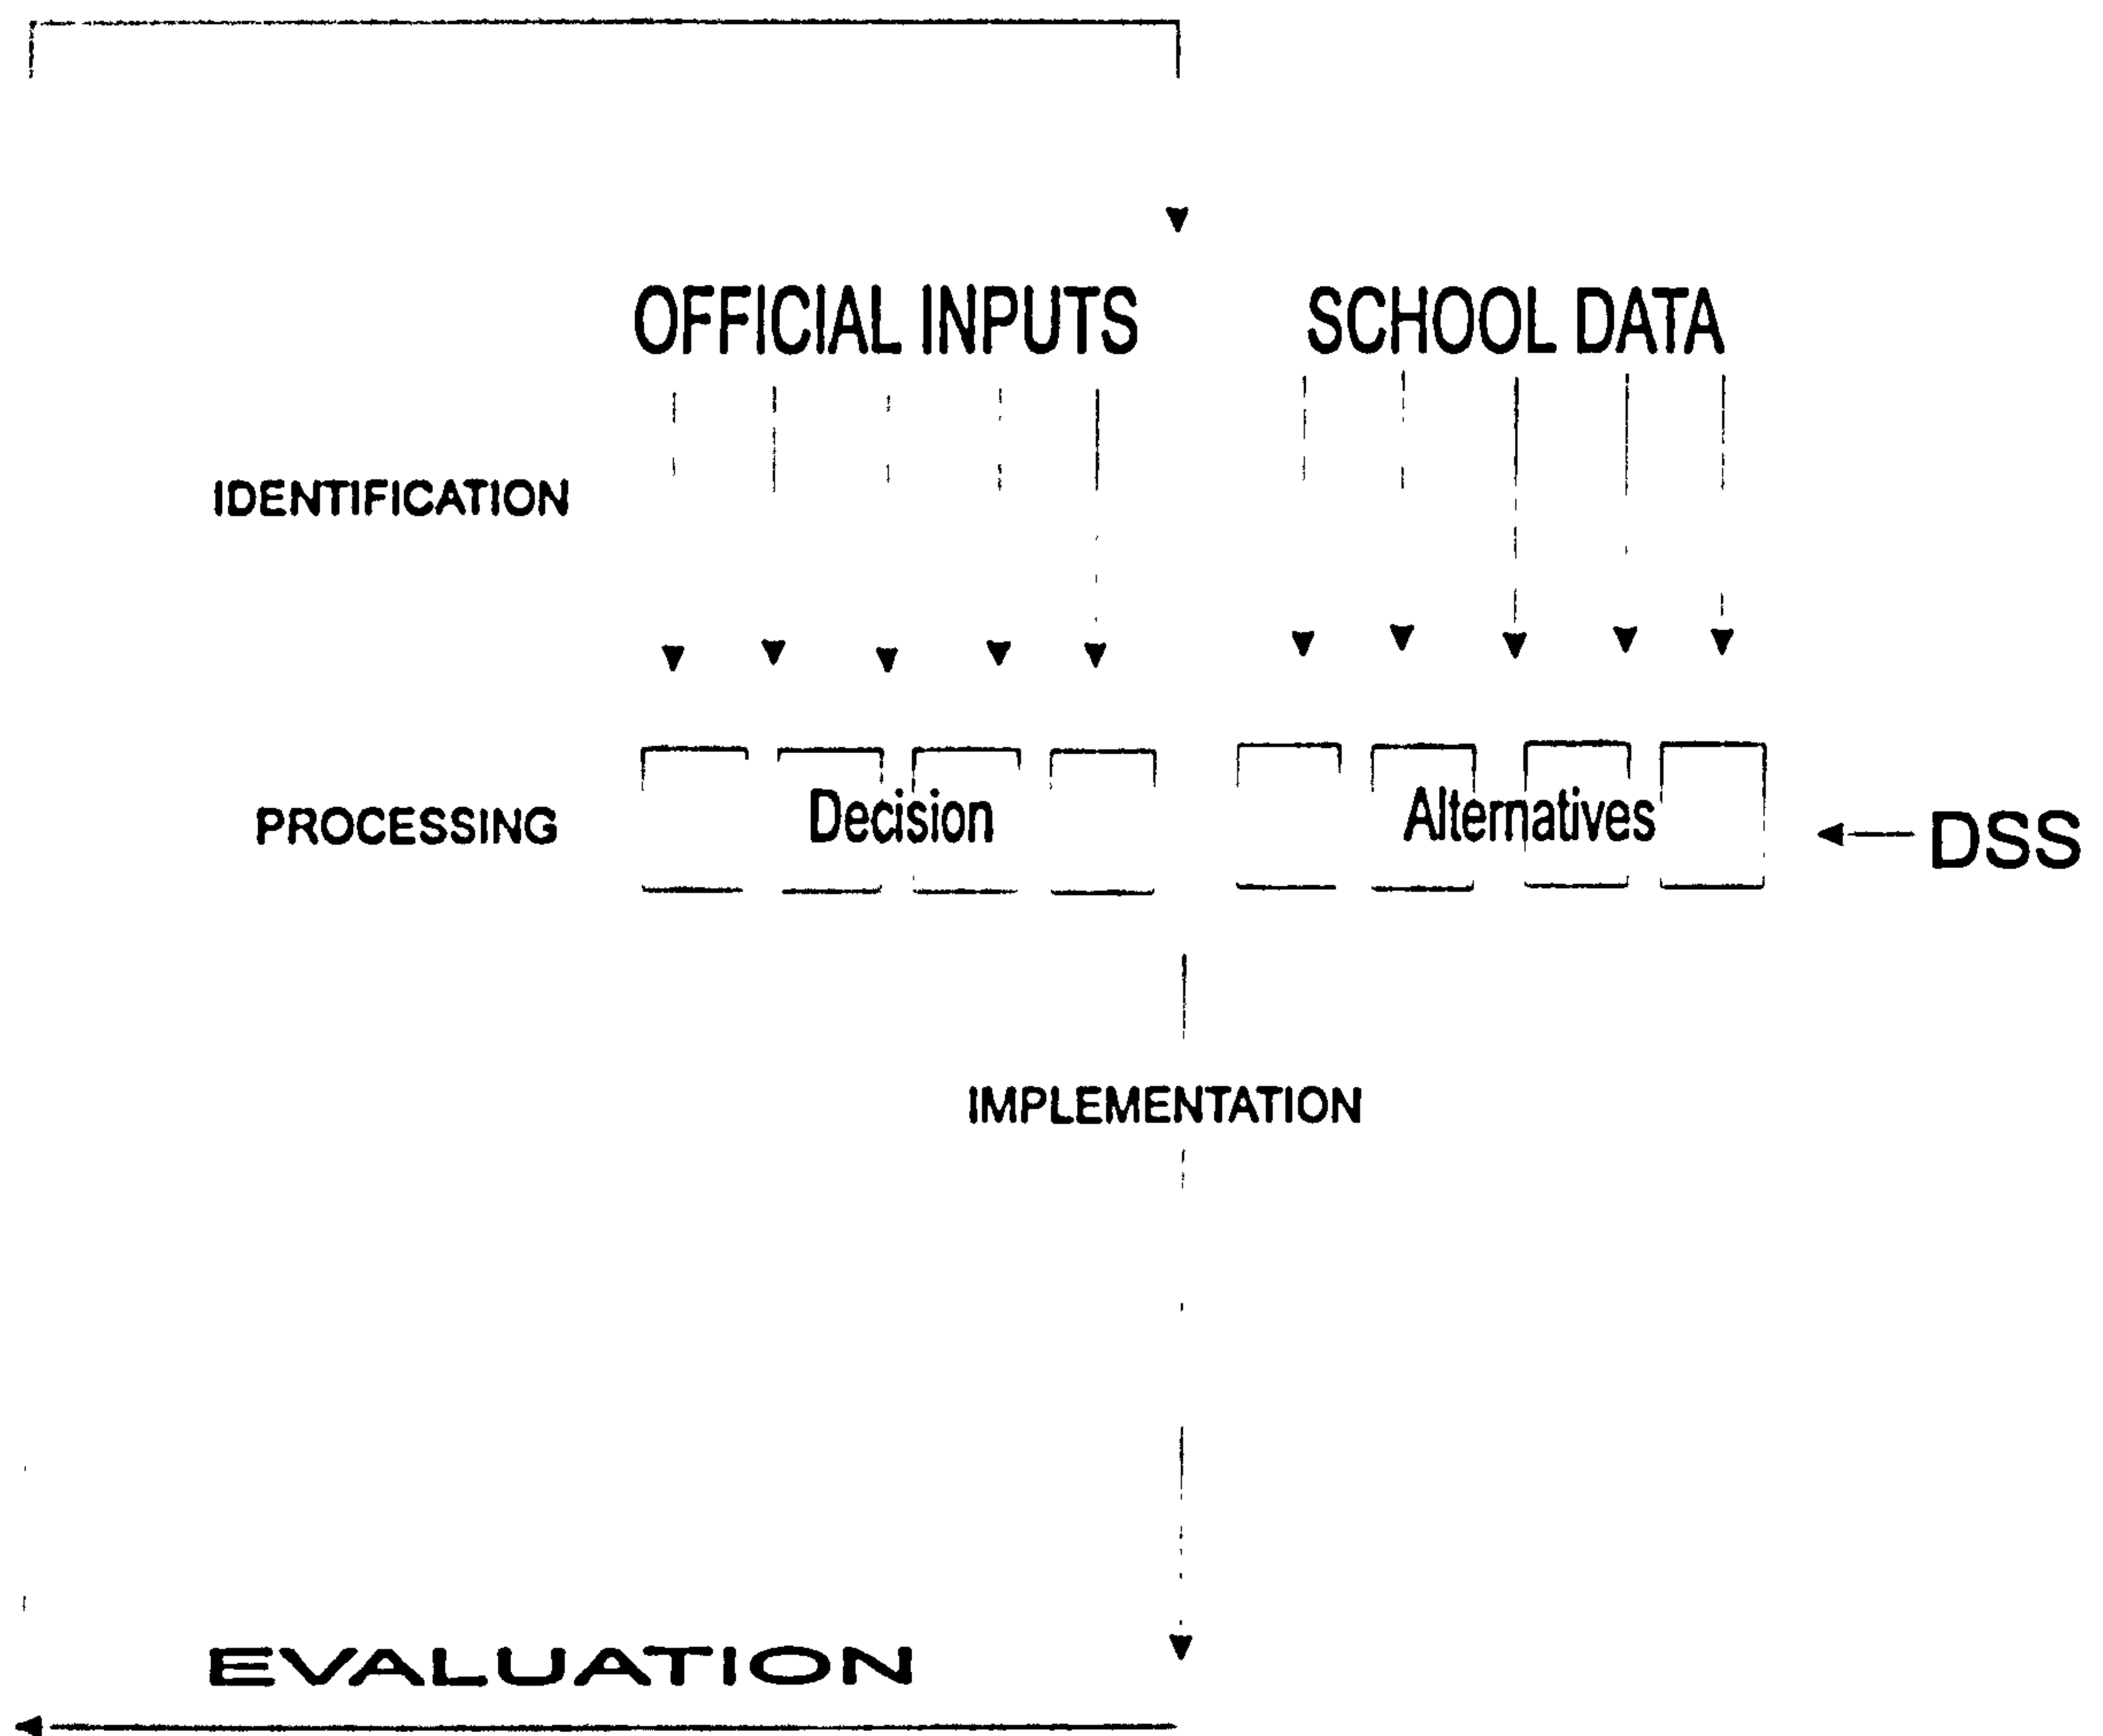 OFFICIAL INPUTS SCHOOL DATA
IDENTIFICATION
PROCESSING Decision Alternatives DSS
IMPLEMENTATION
EVALUATION